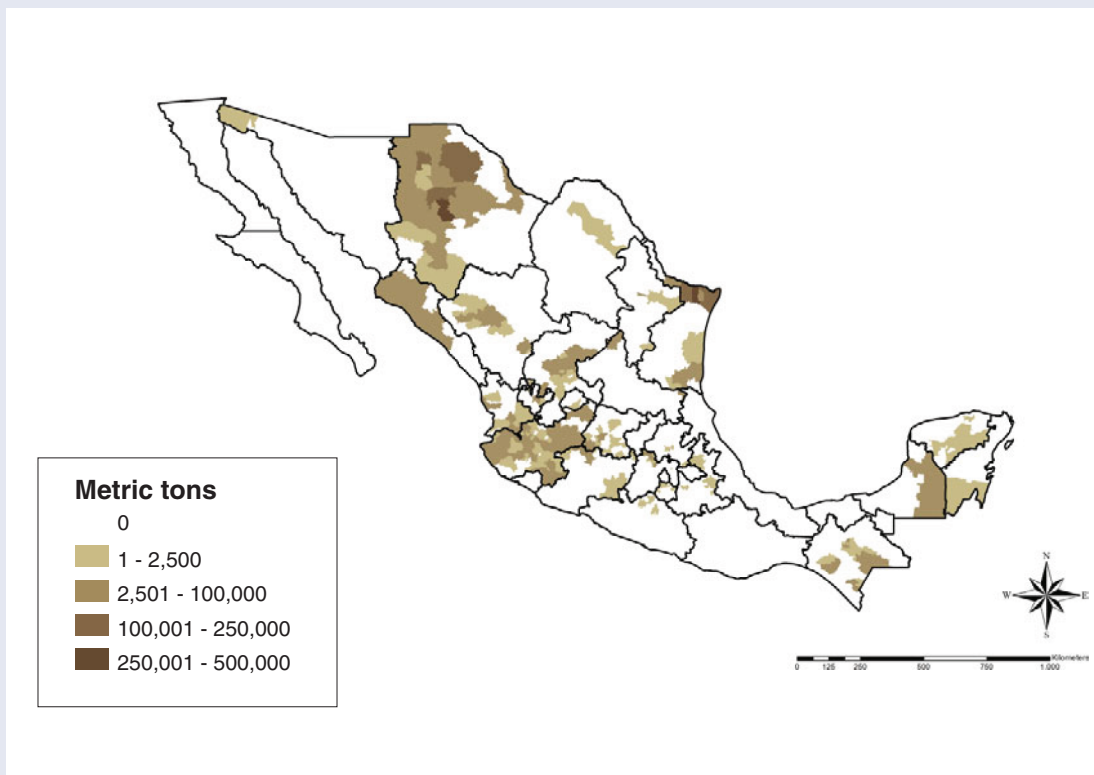 Metric tons
0
1 - 2,500
2,501 - 100,000
100,001 - 250,000
250,001 - 500,000
N
W
E
S
Kilometers
0 125 250 500 750 1.000